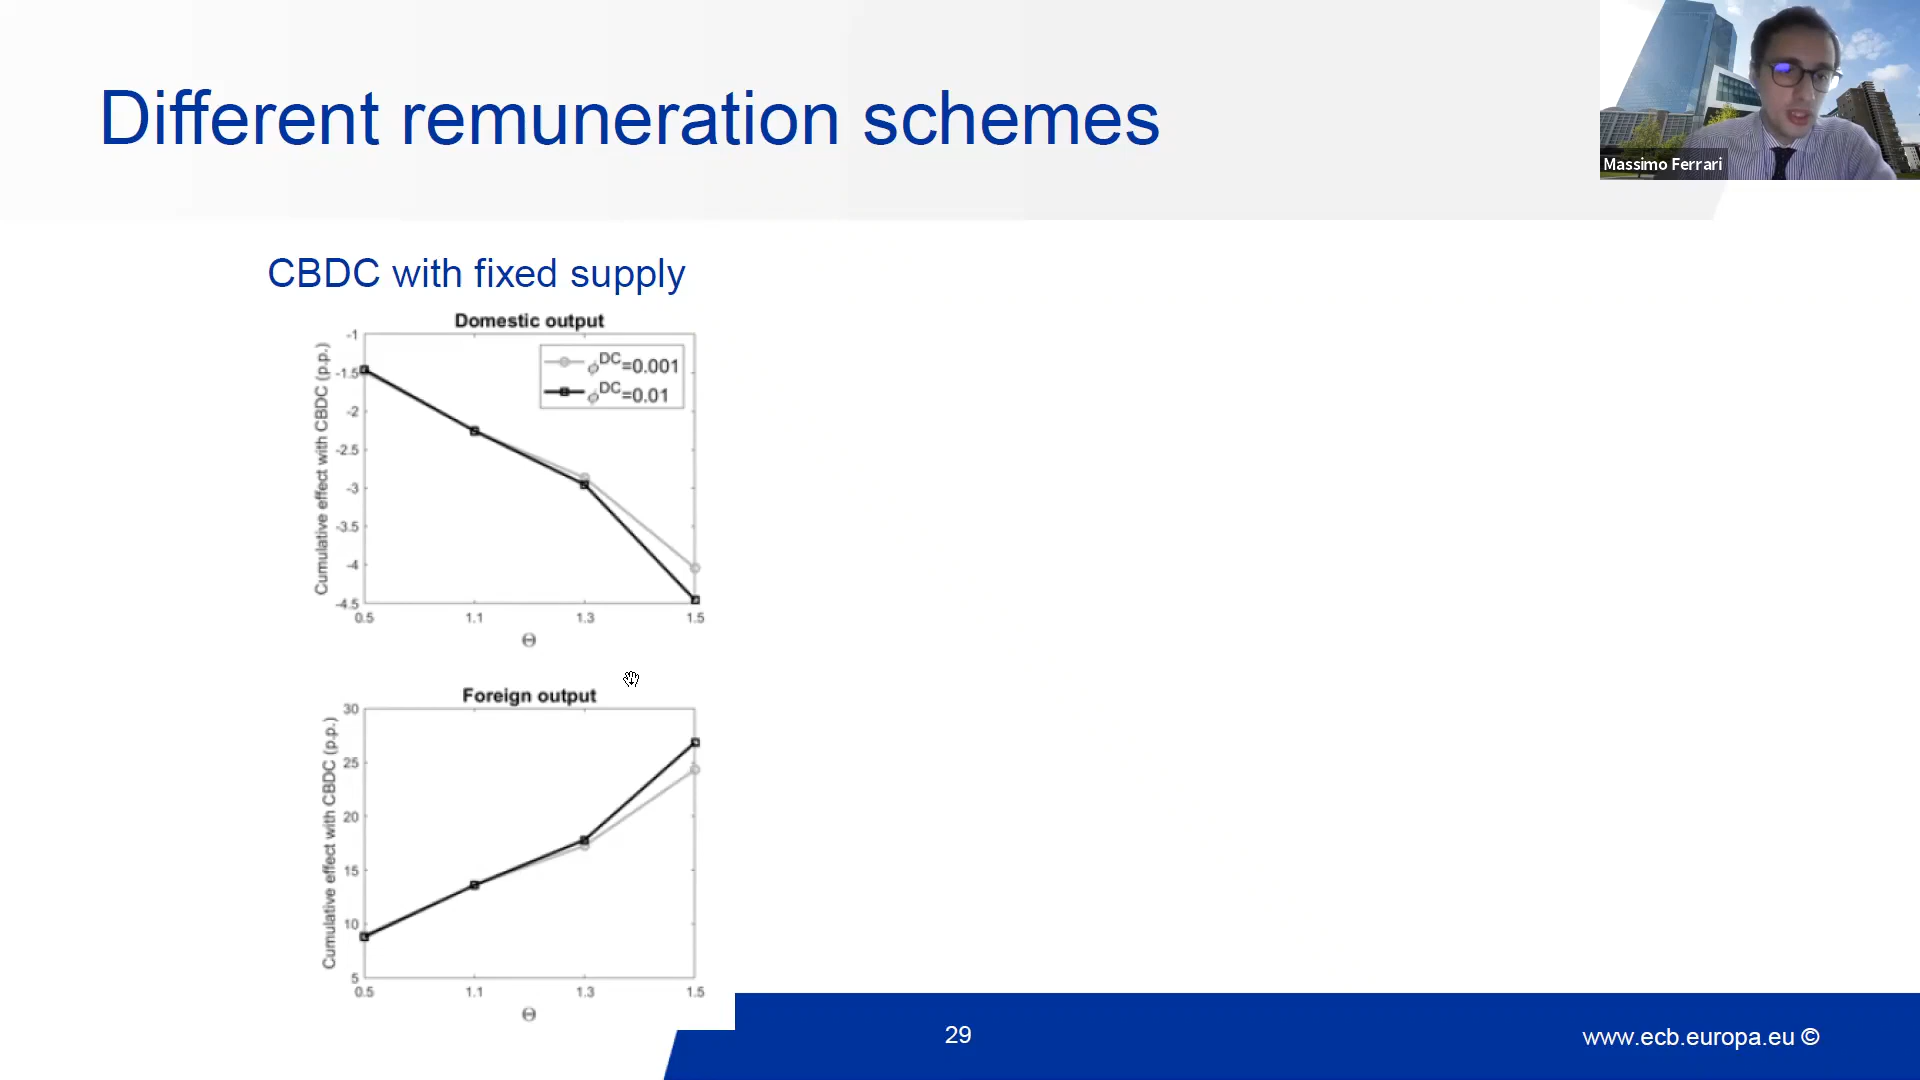 Different remuneration schemes
Massimo Ferrari
CBDC with fixed supply
Domestic output
Cumulative effect with CBDC (p.p.)
-1
-1.5
-2
-2.5
-3
-3.5
-4
-4.5
ϕ^DC=0.001
ϕ^DC=0.01
0.5 1.1 1.3 1.5
Θ
Foreign output
Cumulative effect with CBDC (p.p.)
30
25
20
15
10
5
0.5 1.1 1.3 1.5
Θ
29
www.ecb.europa.eu ©